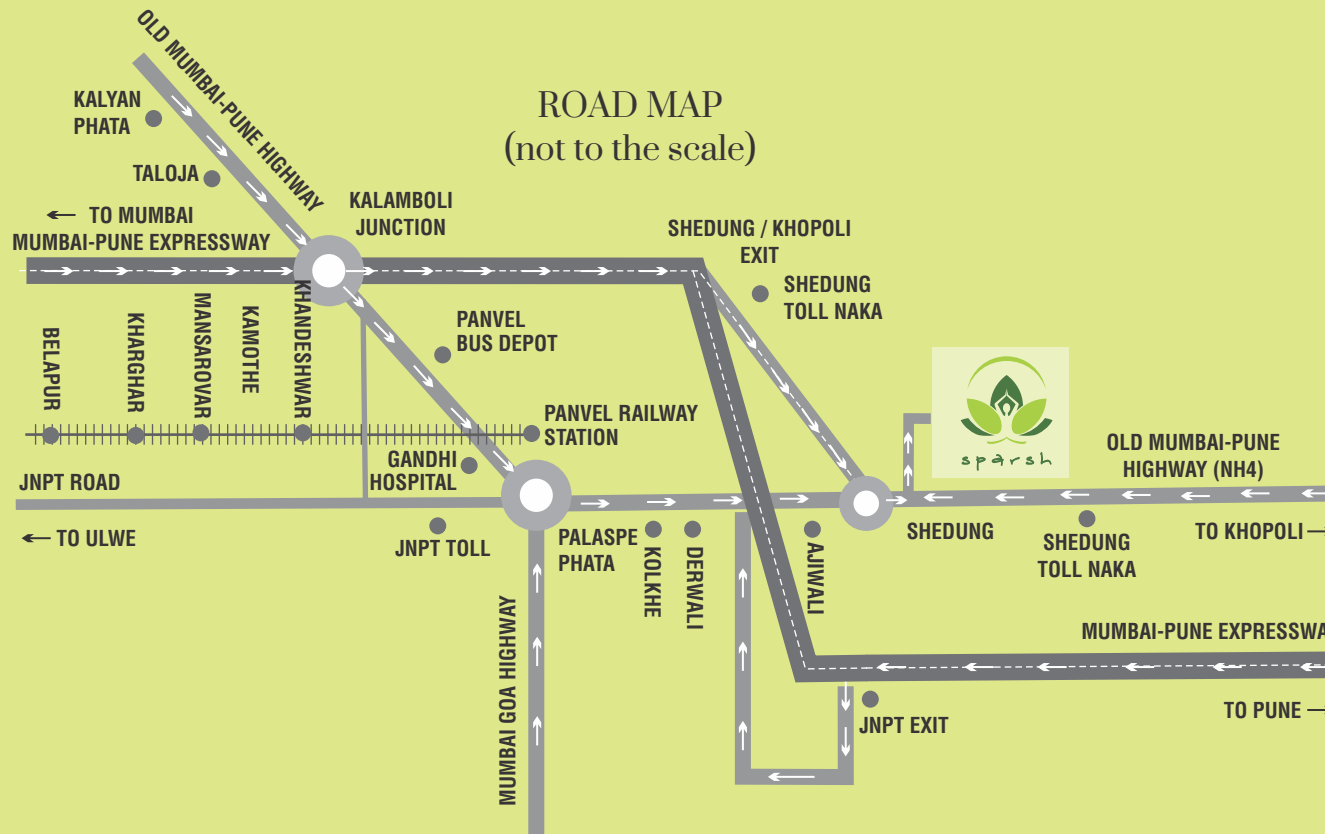 OLD MUMBAI-PUNE HIGHWAY
ROAD MAP
(not to the scale)
KALYAN
PHATA
TALOJA
← TO MUMBAI
MUMBAI-PUNE EXPRESSWAY
KALAMBOLI
JUNCTION
SHEDUNG / KHOPOLI
EXIT
SHEDUNG
TOLL NAKA
BELAPUR
KHARGHAR
MANSAROVAR
KAMOTHE
KHANDESHWAR
PANVEL
BUS DEPOT
PANVEL RAILWAY
STATION
GANDHI
HOSPITAL
sparsh
OLD MUMBAI-PUNE
HIGHWAY (NH4)
JNPT ROAD
← TO ULWE
JNPT TOLL
PALASPE
PHATA
KOLKHE
DERWALI
AJIWALI
SHEDUNG
SHEDUNG
TOLL NAKA
TO KHOPOLI →
MUMBAI GOA HIGHWAY
MUMBAI-PUNE EXPRESSWA
TO PUNE →
JNPT EXIT